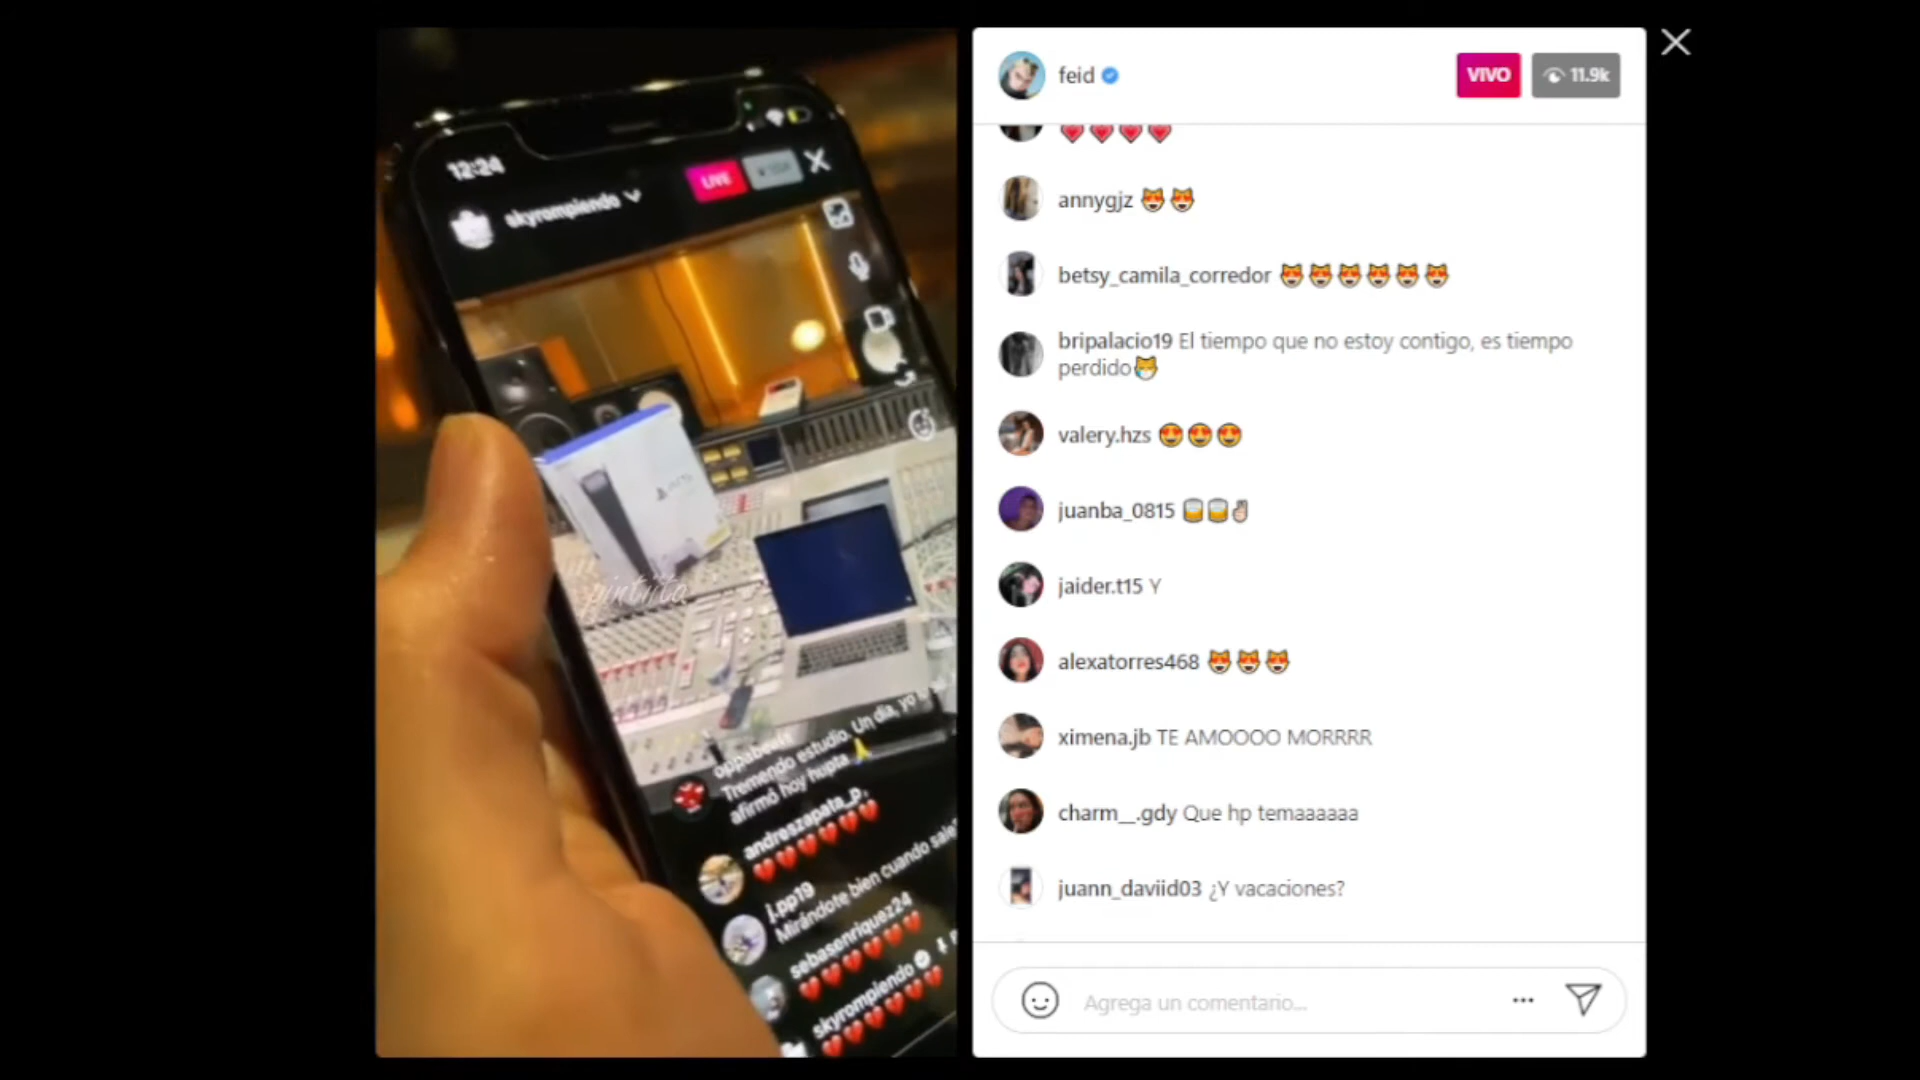 feid
VIVO
11.9k
annygjz
betsy_camila_corredor
bripalacio19 El tiempo que no estoy contigo, es tiempo
perdido
valery.hzs
juanba_0815
jaider.t15 Y
alexatorres468
ximena.jb TE AMOOOO MORRRR
charm__.gdy Que hp temaaaaaa
juann_daviid03 ¿Y vacaciones?
Agrega un comentario...
12:24
LIVE
skyrompiendo
pintiita
Tremendo estudio. Un día, yo
afirmó hoy hupta
andreszapata_p.
j.pp19
Mirándote bien cuando sale
sebasenriquez24
skyrompiendo